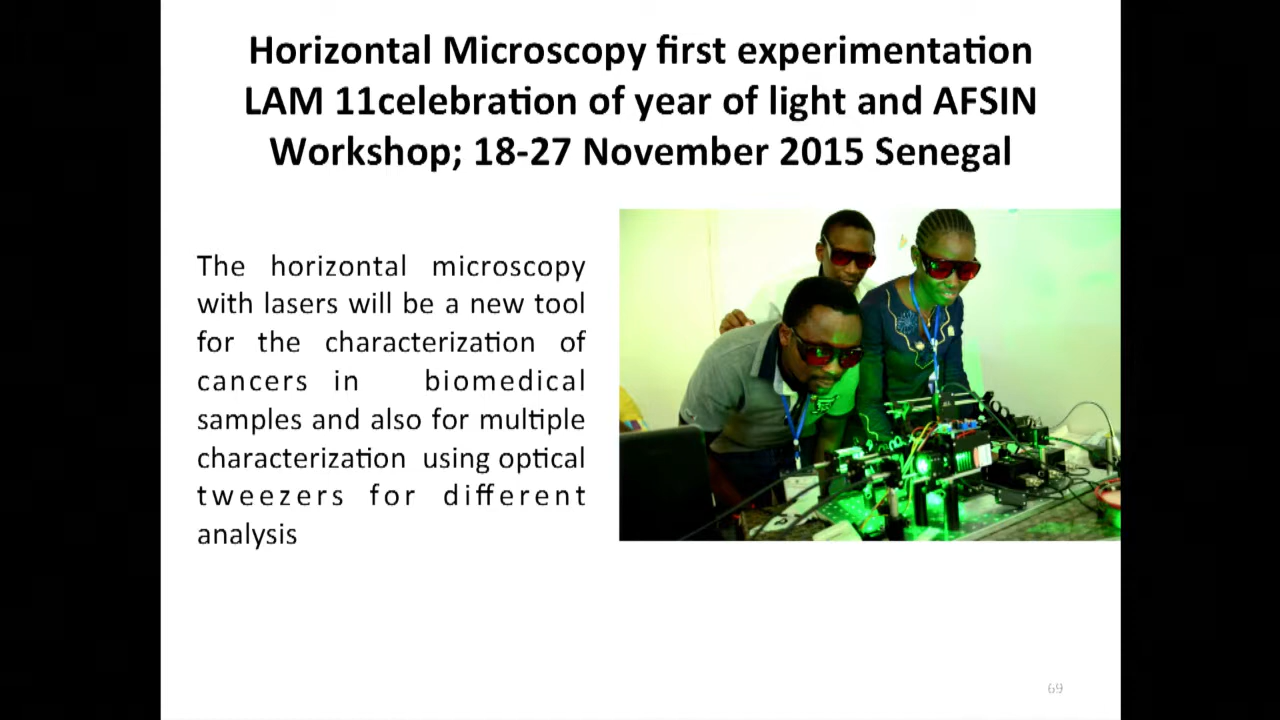 Horizontal Microscopy first experimentation
LAM 11celebration of year of light and AFSIN
Workshop; 18-27 November 2015 Senegal
The horizontal microscopy
with lasers will be a new tool
for the characterization of
cancers in biomedical
samples and also for multiple
characterization using optical
tweezers for different
analysis
69